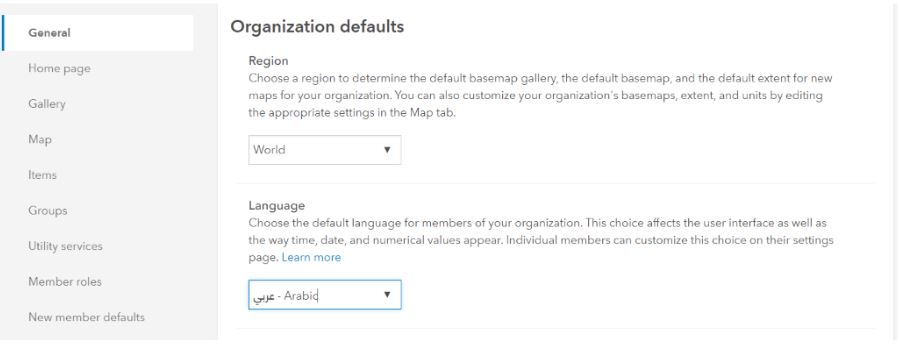 General
Home page
Gallery
Map
Items
Groups
Utility services
Member roles
New member defaults
Organization defaults
Region
Choose a region to determine the default basemap gallery, the default basemap, and the default extent for new
maps for your organization. You can also customize your organization's basemaps, extent, and units by editing
the appropriate settings in the Map tab.
World
Language
Choose the default language for members of your organization. This choice affects the user interface as well as
the way time, date, and numerical values appear. Individual members can customize this choice on their settings
page. Learn more
عربي - Arabic